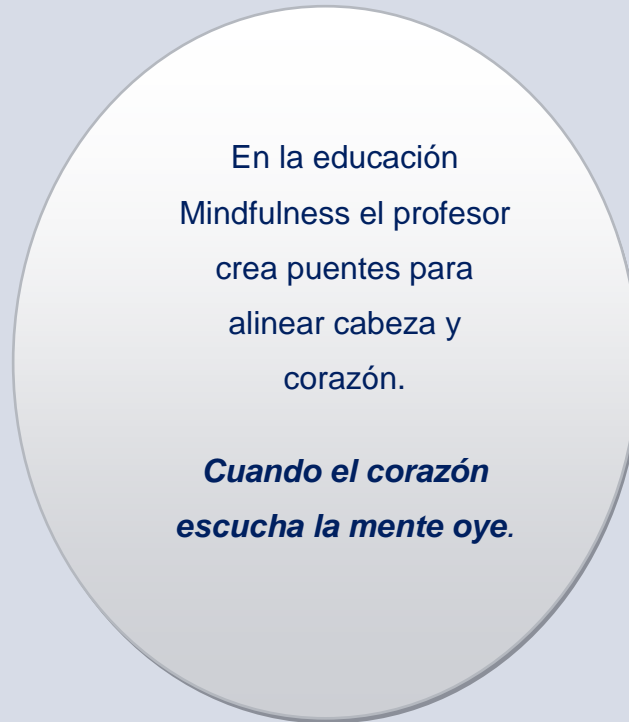 En la educación
Mindfulness el profesor
crea puentes para
alinear cabeza y
corazón.
Cuando el corazón
escucha la mente oye.